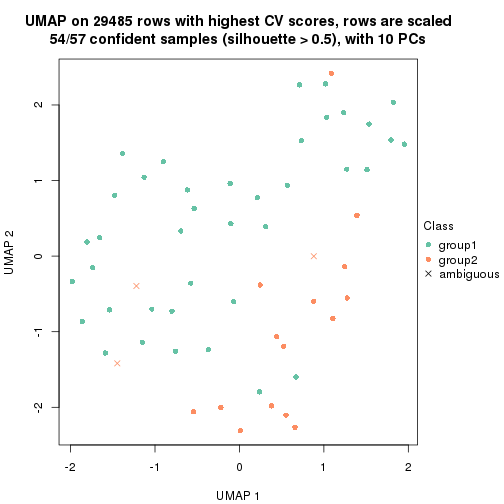 UMAP on 29485 rows with highest CV scores, rows are scaled
54/57 confident samples (silhouette > 0.5), with 10 PCs
UMAP 2
2
1
0
-1
-2
-2
-1
0
1
2
UMAP 1
Class
group1
group2
ambiguous